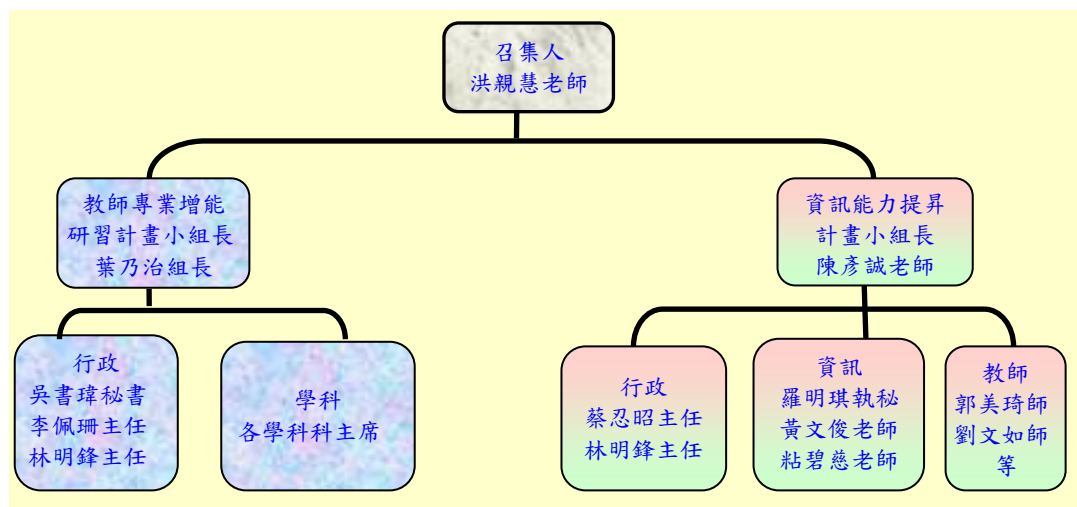 召集人
洪親慧老師
教師專業增能
研習計畫小組長
葉乃治組長
資訊能力提昇
計畫小組長
陳彥誠老師
行政
吳書瑋秘書
李佩珊主任
林明鋒主任
學科
各學科科主席
行政
蔡忍昭主任
林明鋒主任
資訊
羅明琪執秘
黃文俊老師
粘碧慈老師
教師
郭美琦師
劉文如師
等